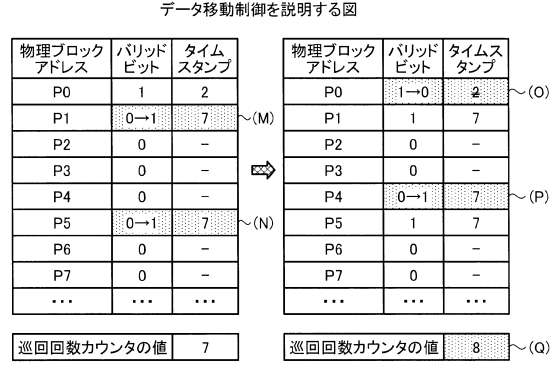 データ移動制御を説明する図
物理ブロックアドレス バリッドビット タイムスタンプ
P0 1 2
P1 0→1 7 (M)
P2 0 −
P3 0 −
P4 0 −
P5 0→1 7 (N)
P6 0 −
P7 0 −
・・・ ・・・ ・・・
巡回回数カウンタの値 7
物理ブロックアドレス バリッドビット タイムスタンプ
P0 1→0 2 (O)
P1 1 7
P2 0 −
P3 0 −
P4 0→1 7 (P)
P5 1 7
P6 0 −
P7 0 −
・・・ ・・・ ・・・
巡回回数カウンタの値 8 (Q)